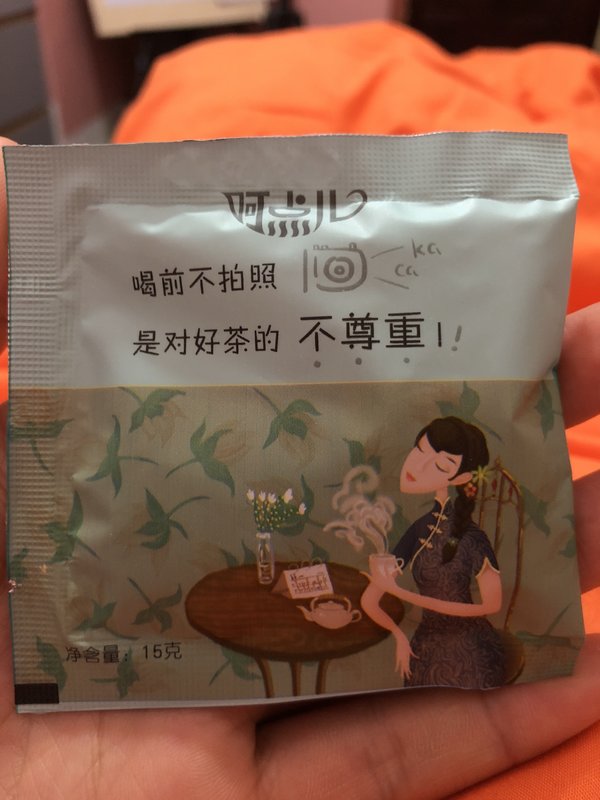 阿点儿
喝前不拍照
ka
ca
是对好茶的 不尊重!!
净含量：15克